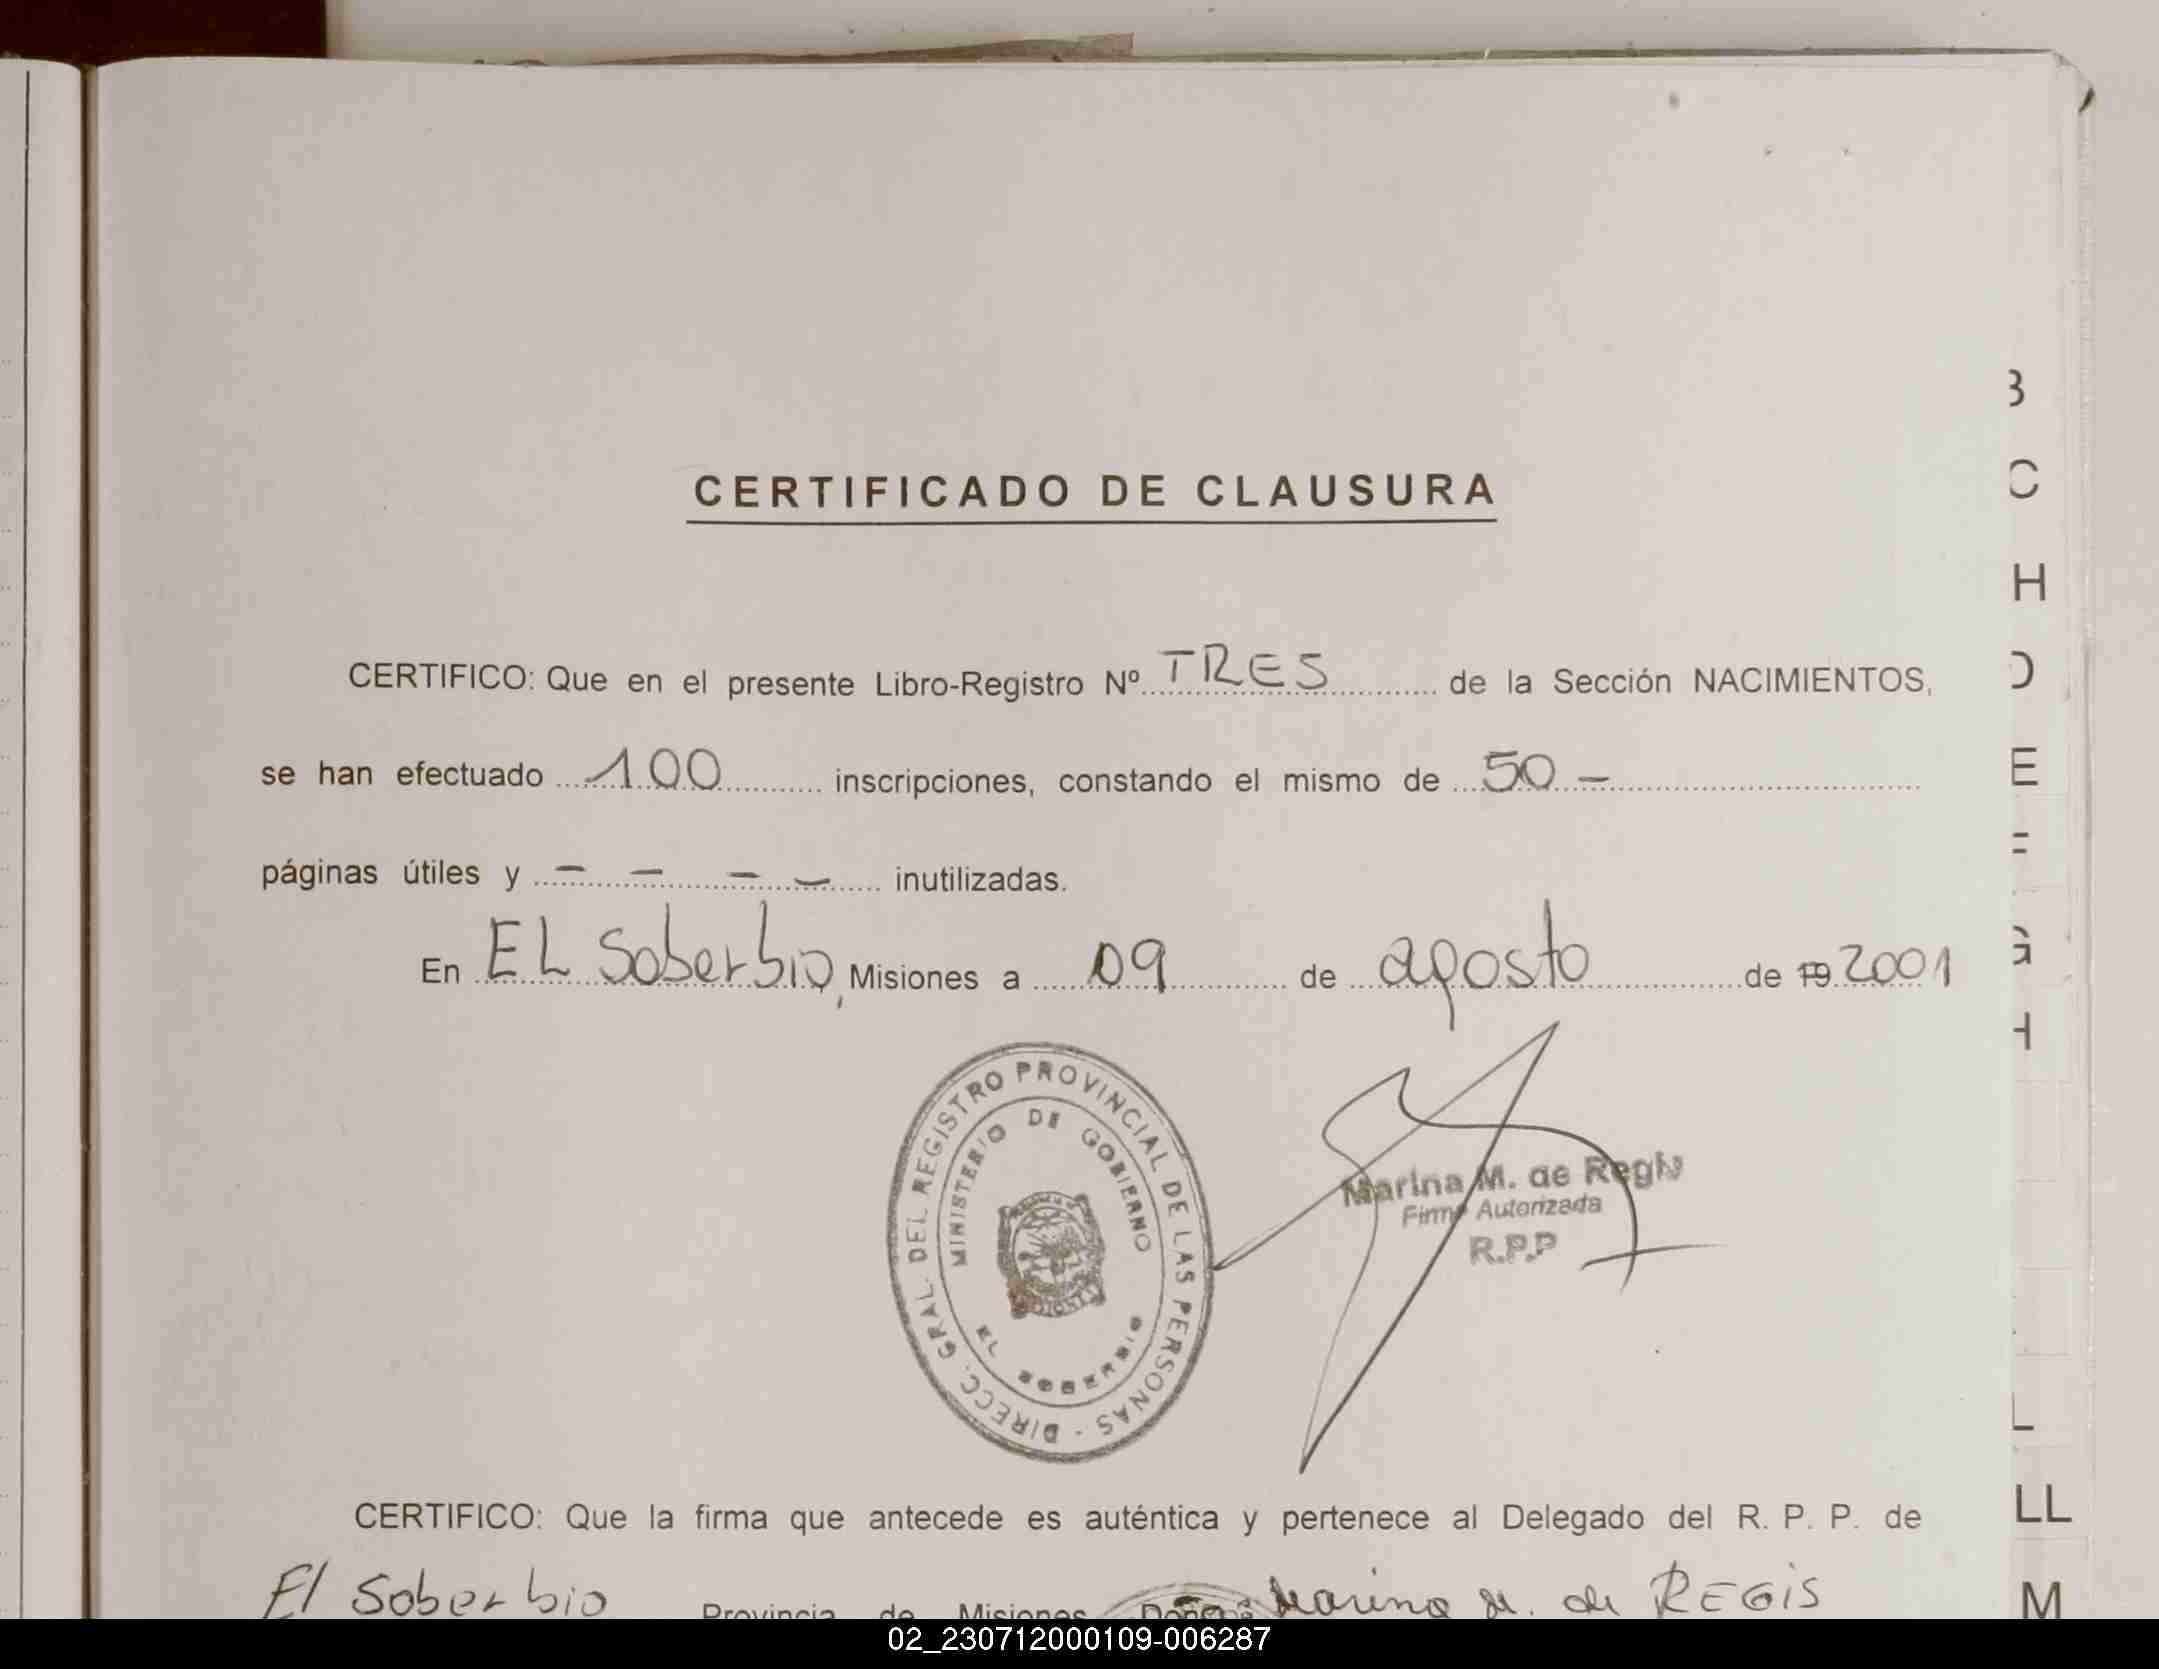 CERTIFICADO DE CLAUSURA
CERTIFICO: Que en el presente Libro-Registro Nº TRES de la Sección NACIMIENTOS,
se han efectuado 100 inscripciones, constando el mismo de 50 -
páginas útiles y - - - - inutilizadas.
En EL Soberbio, Misiones a 09 de agosto de 19 2001
DIRECC. GRAL. DEL REGISTRO PROVINCIAL DE LAS PERSONAS -
MINISTERIO DE GOBIERNO
EL SOBERBIO
Marina M. de Regis
Firma Autorizada
R.P.P
CERTIFICO: Que la firma que antecede es auténtica y pertenece al Delegado del R. P. P. de
El Soberbio Provincia de Misiones Doña Marina M. de REGIS
B
C
H
D
E
F
G
H
L
LL
M
02_230712000109-006287